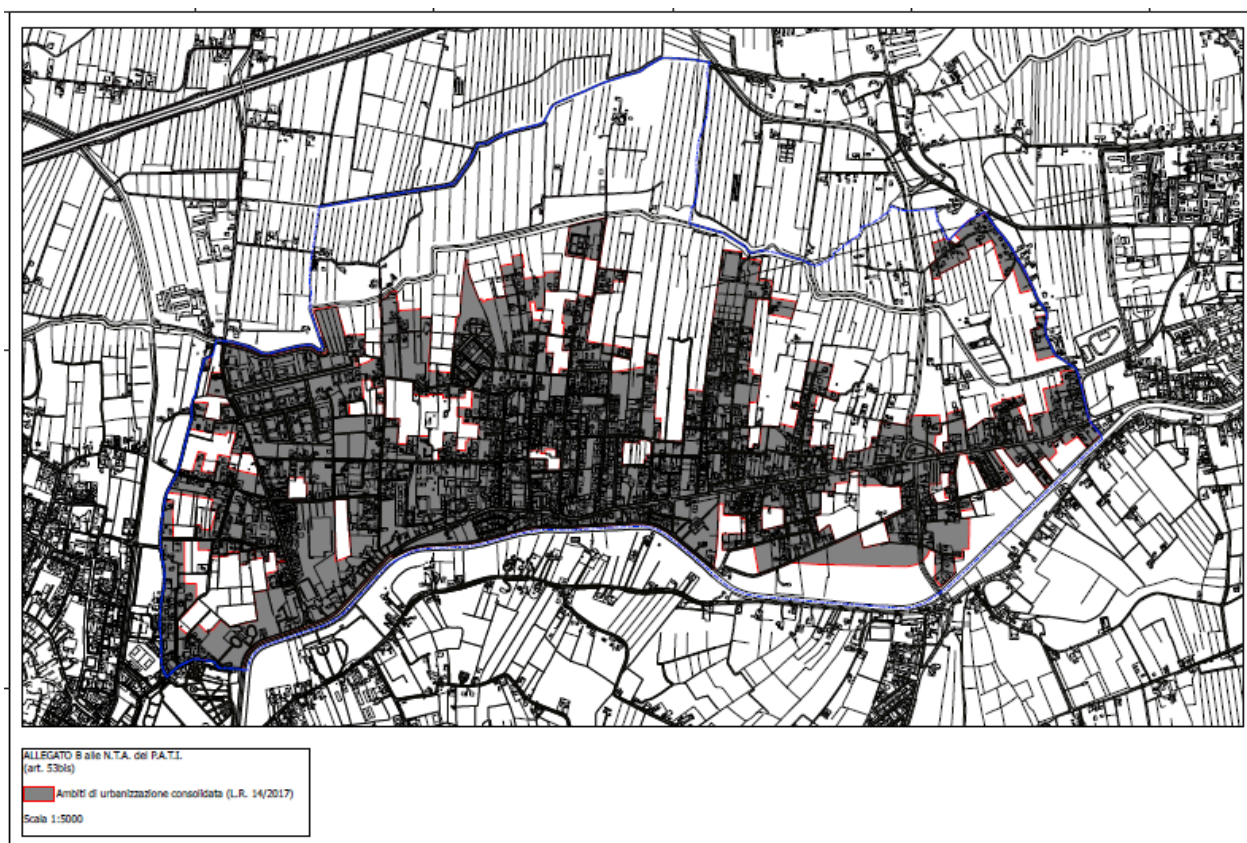 ALLEGATO B alle N.T.A. del P.A.T.I.
(art. 53bis)
Ambiti di urbanizzazione consolidata (L.R. 14/2017)
Scala 1:5000